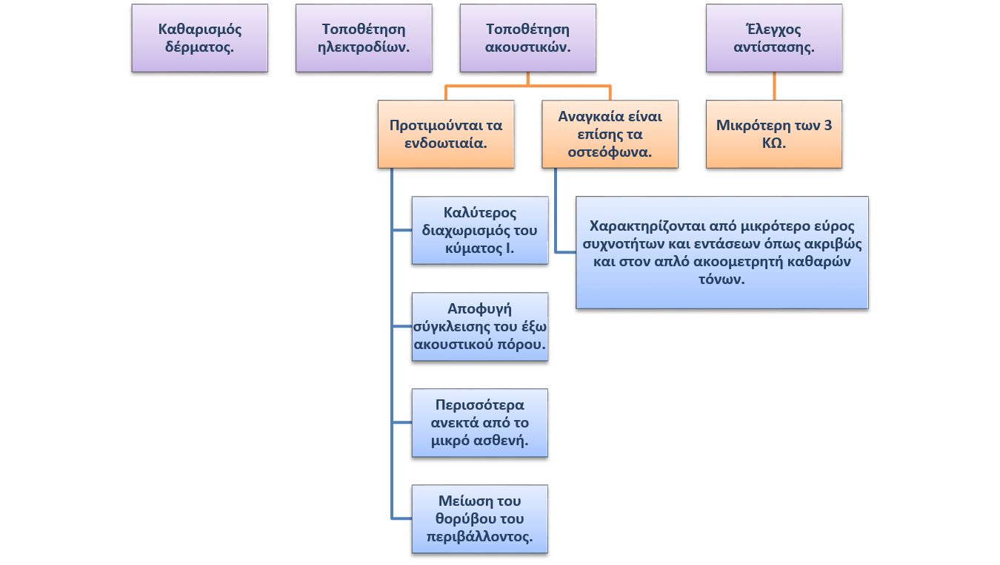 Καθαρισμός
δέρματος.
Τοποθέτηση
ηλεκτροδίων.
Τοποθέτηση
ακουστικών.
Έλεγχος
αντίστασης.
Προτιμούνται τα
ενδοωτιαία.
Αναγκαία είναι
επίσης τα
οστεόφωνα.
Μικρότερη των 3
ΚΩ.
Καλύτερος
διαχωρισμός του
κύματος Ι.
Χαρακτηρίζονται από μικρότερο εύρος
συχνοτήτων και εντάσεων όπως ακριβώς
και στον απλό ακοομετρητή καθαρών
τόνων.
Αποφυγή
σύγκλεισης του έξω
ακουστικού πόρου.
Περισσότερα
ανεκτά από το
μικρό ασθενή.
Μείωση του
θορύβου του
περιβάλλοντος.